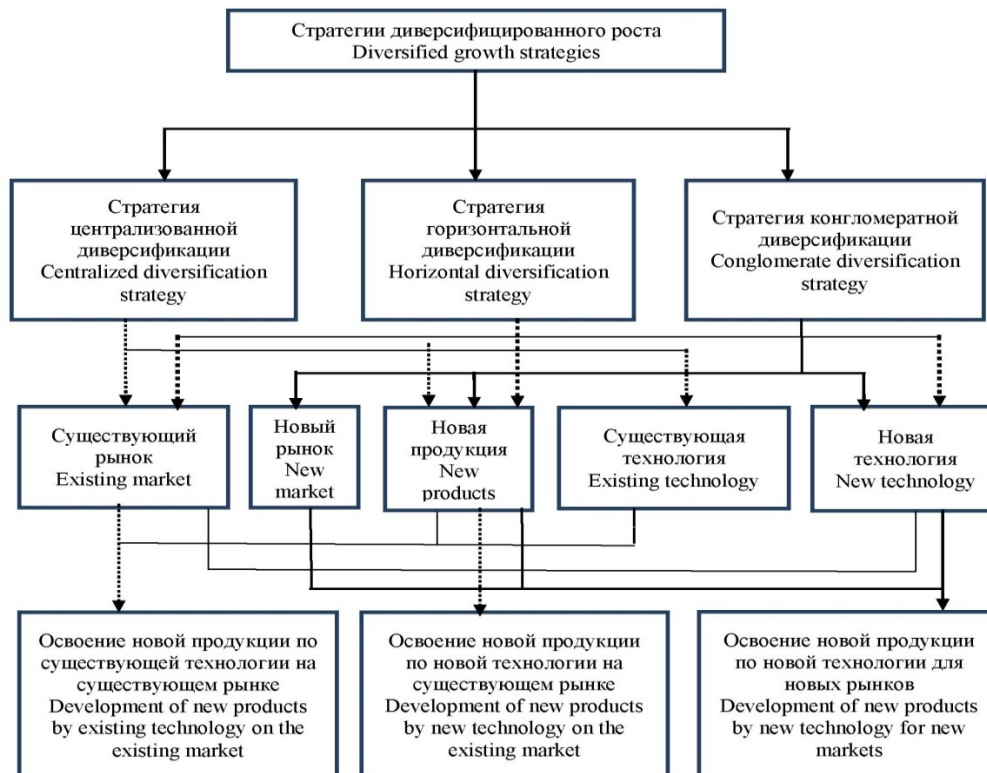 Стратегии диверсифицированного роста
Diversified growth strategies
Стратегия
централизованной
диверсификации
Centralized diversification
strategy
Стратегия
горизонтальной
диверсификации
Horizontal diversification
strategy
Стратегия конгломератной
диверсификации
Conglomerate diversification
strategy
Существующий
рынок
Existing market
Новый
рынок
New
market
Новая
продукция
New
products
Существующая
технология
Existing technology
Новая
технология
New technology
Освоение новой продукции по
существующей технологии на
существующем рынке
Development of new products
by existing technology on the
existing market
Освоение новой продукции
по новой технологии на
существующем рынке
Development of new products
by new technology on the
existing market
Освоение новой продукции
по новой технологии для
новых рынков
Development of new products
by new technology for new
markets